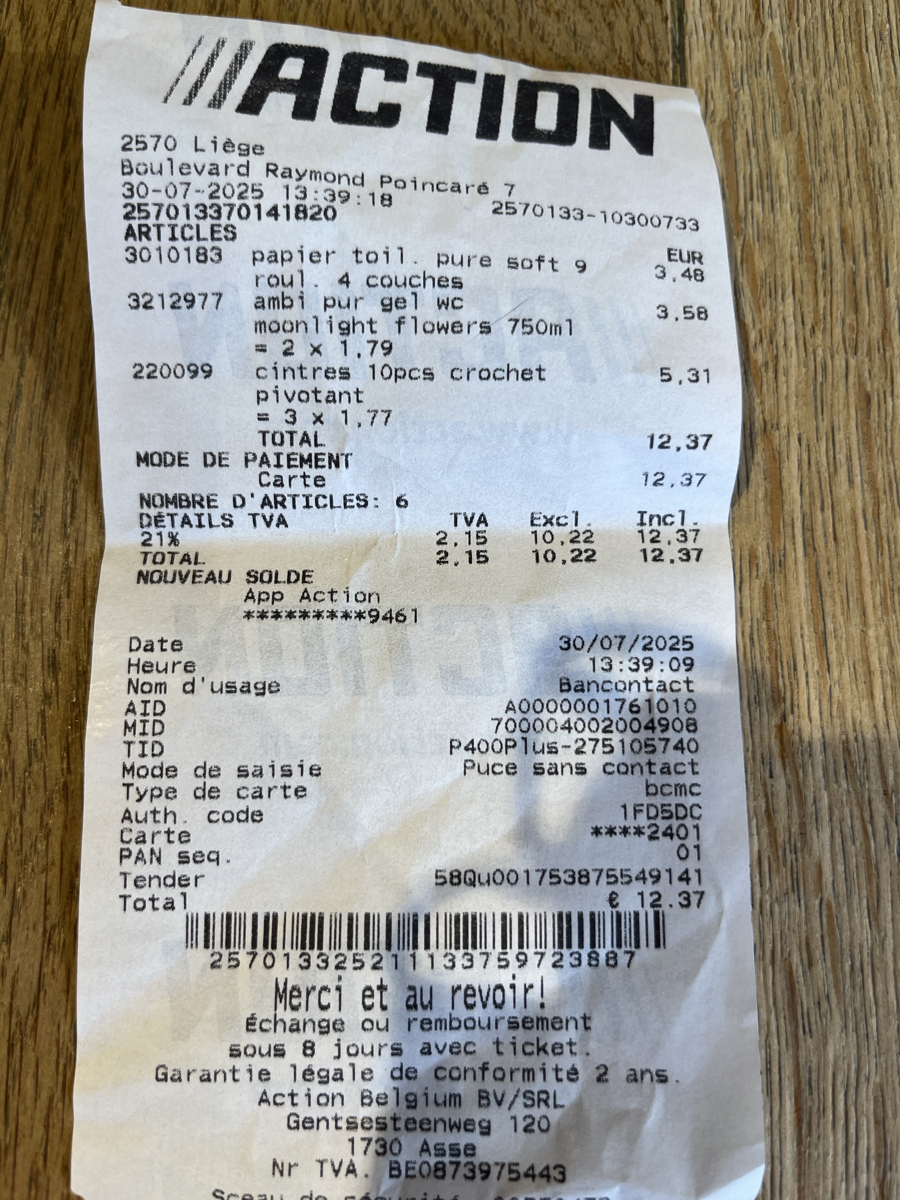 ACTION
2570 Liège
Boulevard Raymond Poincaré 7
30-07-2025 13:39:18 2570133-10300733
257013370141820
ARTICLES EUR
3010183 papier toil. pure soft 9 3,48
roul. 4 couches
3212977 ambi pur gel wc 3,58
moonlight flowers 750ml
= 2 x 1,79
220099 cintres 10pcs crochet 5,31
pivotant
= 3 x 1,77
TOTAL 12,37
MODE DE PAIEMENT
Carte 12,37
NOMBRE D'ARTICLES: 6
DÉTAILS TVA TVA Excl. Incl.
21% 2,15 10,22 12,37
TOTAL 2,15 10,22 12,37
NOUVEAU SOLDE
App Action
*********9461
Date 30/07/2025
Heure 13:39:09
Nom d'usage Bancontact
AID A0000001761010
MID 700004002004908
TID P400Plus-275105740
Mode de saisie Puce sans contact
Type de carte bcmc
Auth. code 1FD5DC
Carte ****2401
PAN seq. 01
Tender 58Qu001753875549141
Total € 12.37
2570133252111133759723887
Merci et au revoir!
Échange ou remboursement
sous 8 jours avec ticket.
Garantie légale de conformité 2 ans.
Action Belgium BV/SRL
Gentsesteenweg 120
1730 Asse
Nr TVA. BE0873975443
Sceau de sécurité